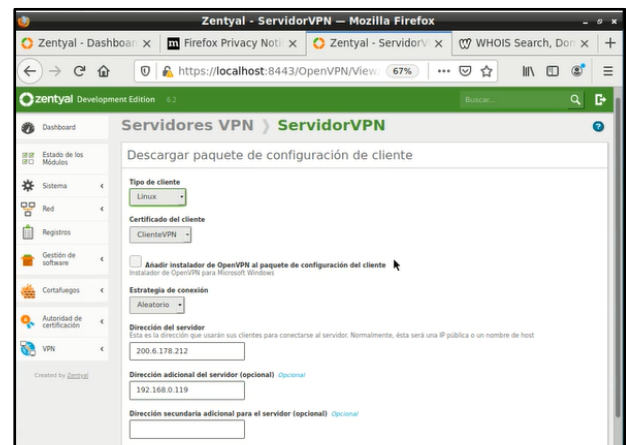 Zentyal - ServidorVPN — Mozilla Firefox
Zentyal - Dashboar
Firefox Privacy Noti
Zentyal - ServidorV
WHOIS Search, Dom
https://localhost:8443/OpenVPN/View/ 67%
zentyal Development Edition 6.2
Buscar...
Servidores VPN ServidorVPN
Dashboard
Estado de los
Módulos
Sistema
Red
Registros
Gestión de
software
Cortafuegos
Autoridad de
certificación
VPN
Created by Zentyal
Descargar paquete de configuración de cliente
Tipo de cliente
Linux
Certificado del cliente
ClienteVPN
Añadir instalador de OpenVPN al paquete de configuración del cliente
Instalador de OpenVPN para Microsoft Windows
Estrategia de conexión
Aleatorio
Dirección del servidor
Esta es la dirección que usarán sus clientes para conectarse al servidor. Normalmente, ésta será una IP pública o un nombre de host
200.6.178.212
Dirección adicional del servidor (opcional) Opcional
192.168.0.119
Dirección secundaria adicional para el servidor (opcional) Opcional